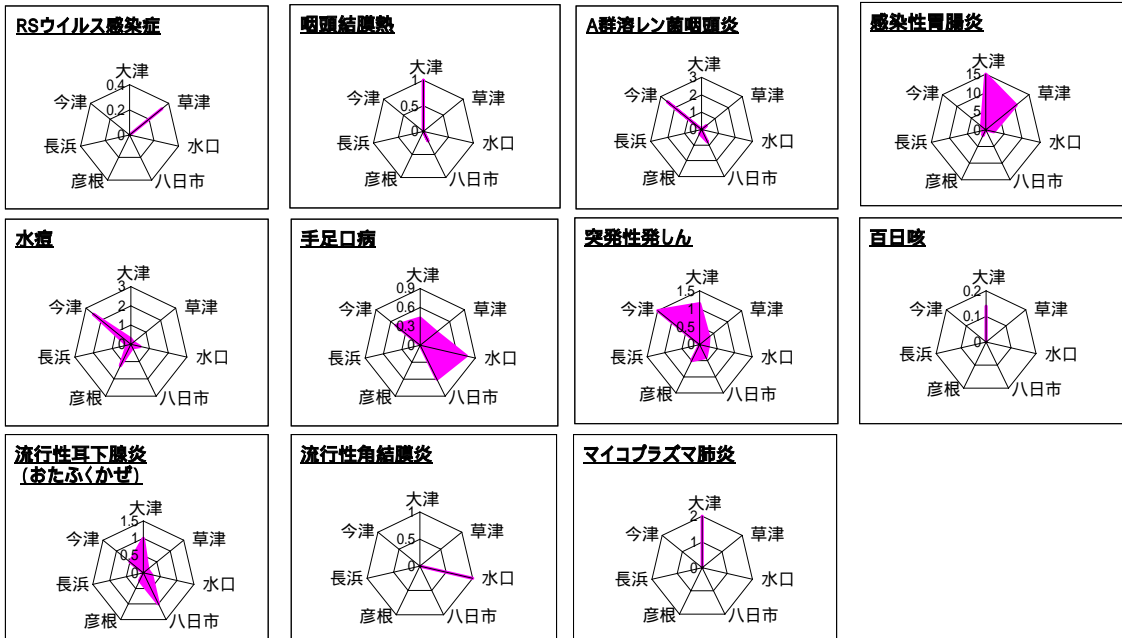 RSウイルス感染症
大津
草津
水口
八日市
彦根
長浜
今津
0.4
0.2
0
咽頭結膜熱
大津
草津
水口
八日市
彦根
長浜
今津
1
0.5
0
A群溶レン菌咽頭炎
大津
草津
水口
八日市
彦根
長浜
今津
3
2
1
0
感染性胃腸炎
大津
草津
水口
八日市
彦根
長浜
今津
15
10
5
0
水痘
大津
草津
水口
八日市
彦根
長浜
今津
3
2
1
0
手足口病
大津
草津
水口
八日市
彦根
長浜
今津
0.9
0.6
0.3
0
突発性発しん
大津
草津
水口
八日市
彦根
長浜
今津
1.5
1
0.5
0
百日咳
大津
草津
水口
八日市
彦根
長浜
今津
0.2
0.1
0
流行性耳下腺炎
(おたふくかぜ)
大津
草津
水口
八日市
彦根
長浜
今津
1.5
1
0.5
0
流行性角結膜炎
大津
草津
水口
八日市
彦根
長浜
今津
1
0.5
0
マイコプラズマ肺炎
大津
草津
水口
八日市
彦根
長浜
今津
2
1
0